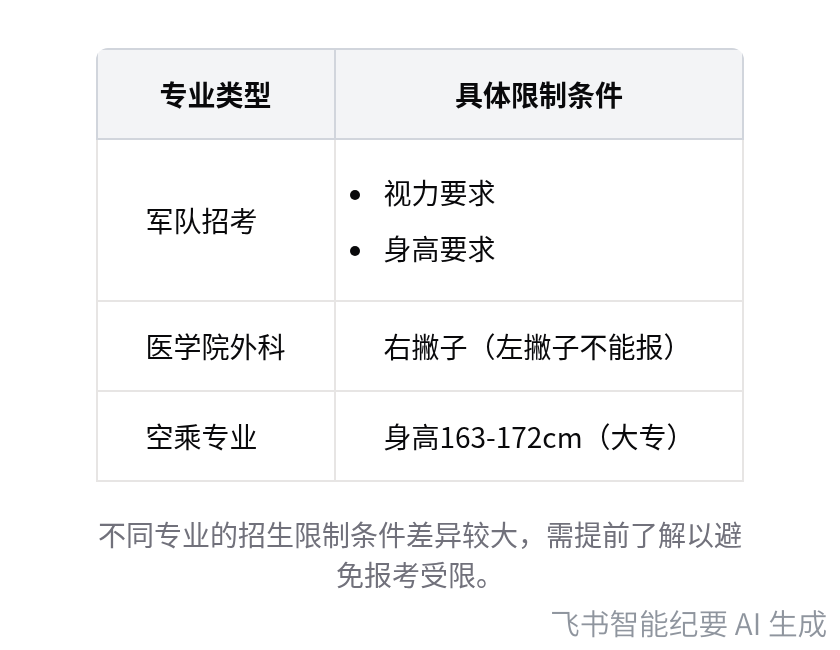 专业类型
具体限制条件
军队招考
• 视力要求
• 身高要求
医学院外科
右撇子（左撇子不能报）
空乘专业
身高163-172cm（大专）
不同专业的招生限制条件差异较大，需提前了解以避
免报考受限。
飞书智能纪要 AI 生成